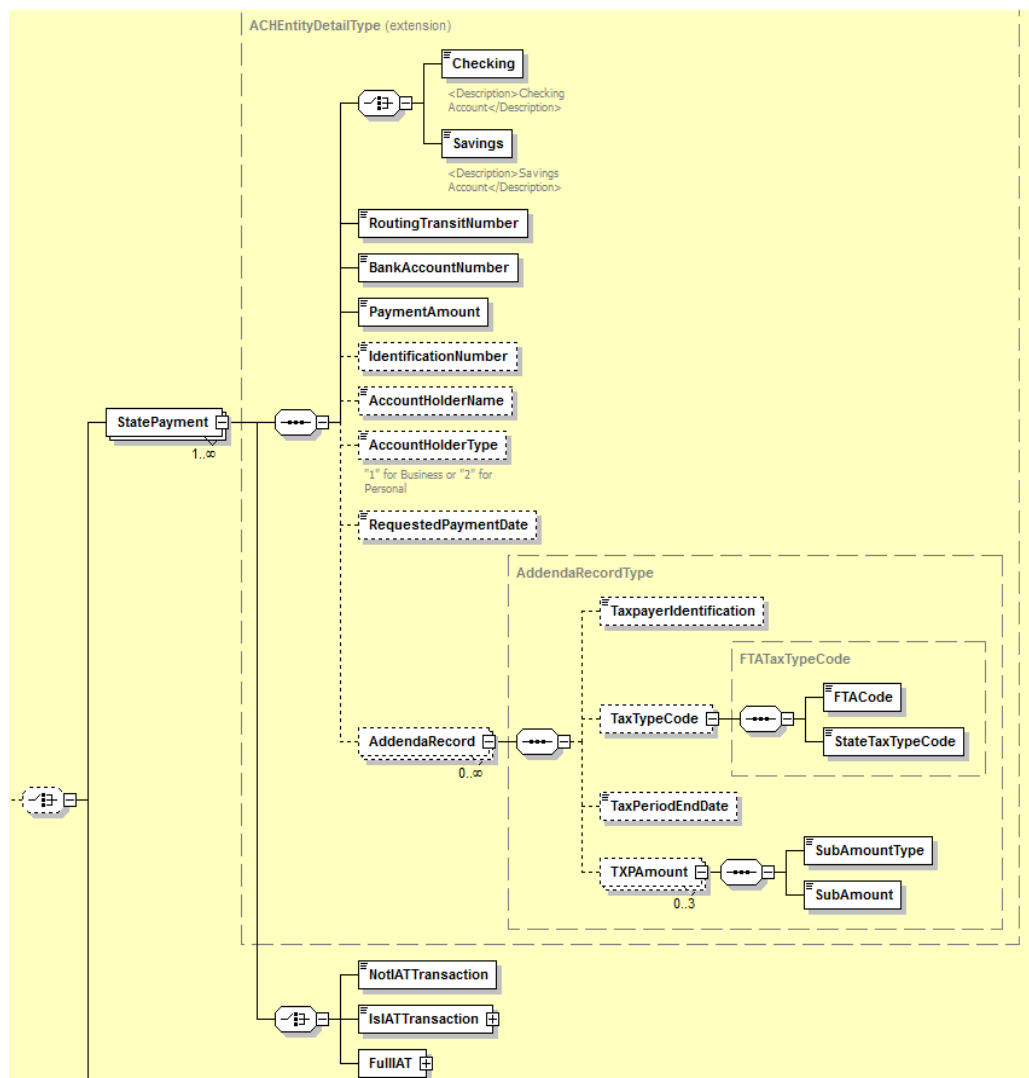 ACHEntityDetailType (extension)
Checking
<Description>Checking
Account</Description>
Savings
<Description>Savings
Account</Description>
RoutingTransitNumber
BankAccountNumber
PaymentAmount
IdentificationNumber
AccountHolderName
StatePayment
1..∞
AccountHolderType
"1" for Business or "2" for
Personal
RequestedPaymentDate
AddendaRecordType
TaxpayerIdentification
FTATaxTypeCode
FTACode
TaxTypeCode
StateTaxTypeCode
AddendaRecord
0..∞
TaxPeriodEndDate
SubAmountType
TXPAmount
0..3
SubAmount
NotIATTransaction
IsIATTransaction
FullIAT